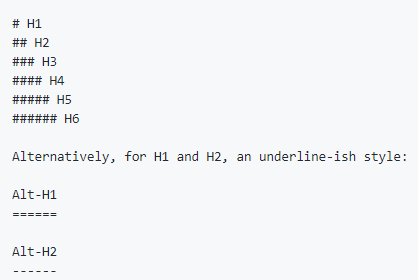 # H1
## H2
### H3
#### H4
##### H5
###### H6
Alternatively, for H1 and H2, an underline-ish style:
Alt-H1
======
Alt-H2
------